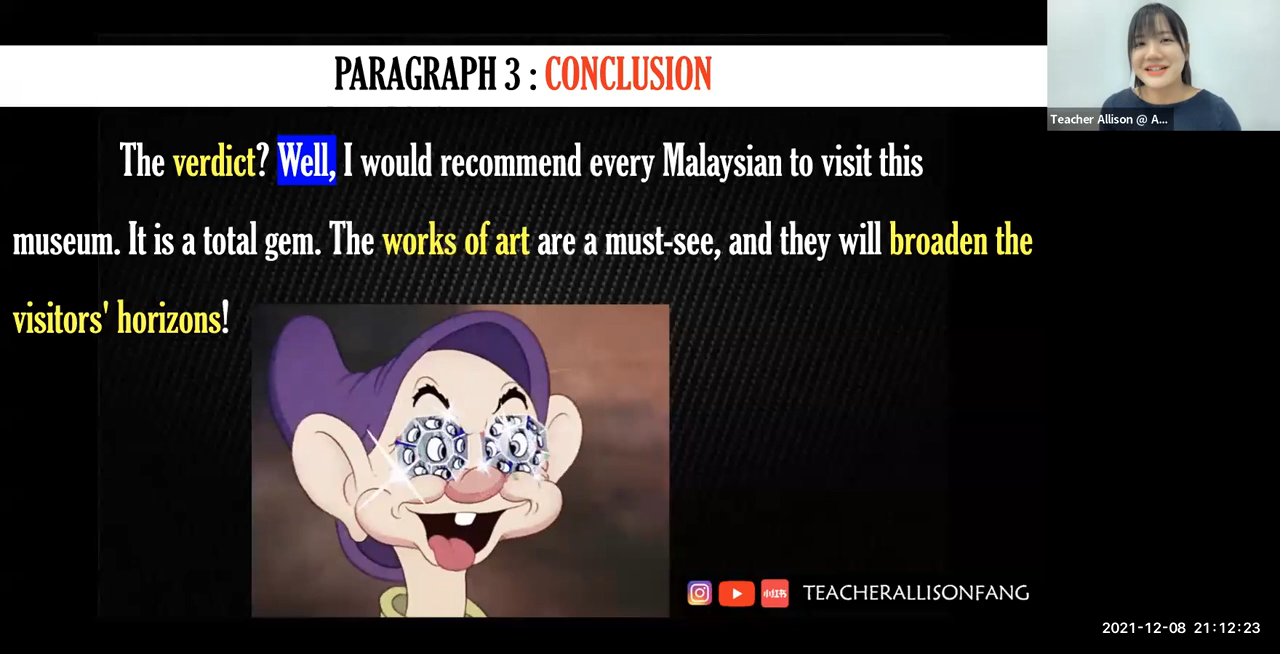 PARAGRAPH 3 : CONCLUSION
Teacher Allison @ A...
The verdict? Well, I would recommend every Malaysian to visit this
museum. It is a total gem. The works of art are a must-see, and they will broaden the
visitors' horizons!
小红书 TEACHERALLISONFANG
2021-12-08 21:12:23